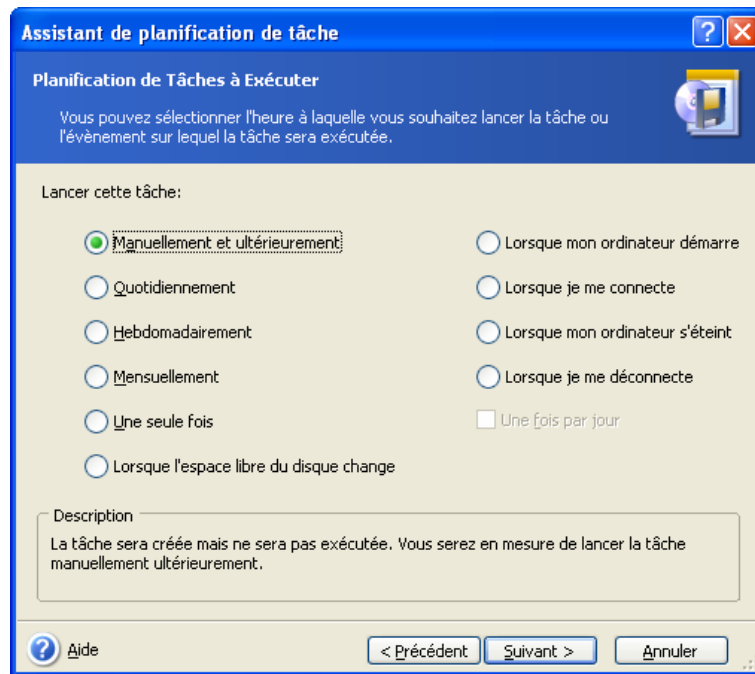 Assistant de planification de tâche
Planification de Tâches à Exécuter
Vous pouvez sélectionner l'heure à laquelle vous souhaitez lancer la tâche ou
l'évènement sur lequel la tâche sera exécutée.
Lancer cette tâche:
Manuellement et ultérieurement
Quotidiennement
Hebdomadairement
Mensuellement
Une seule fois
Lorsque l'espace libre du disque change
Lorsque mon ordinateur démarre
Lorsque je me connecte
Lorsque mon ordinateur s'éteint
Lorsque je me déconnecte
Une fois par jour
Description
La tâche sera créée mais ne sera pas exécutée. Vous serez en mesure de lancer la tâche
manuellement ultérieurement.
Aide
< Précédent
Suivant >
Annuler